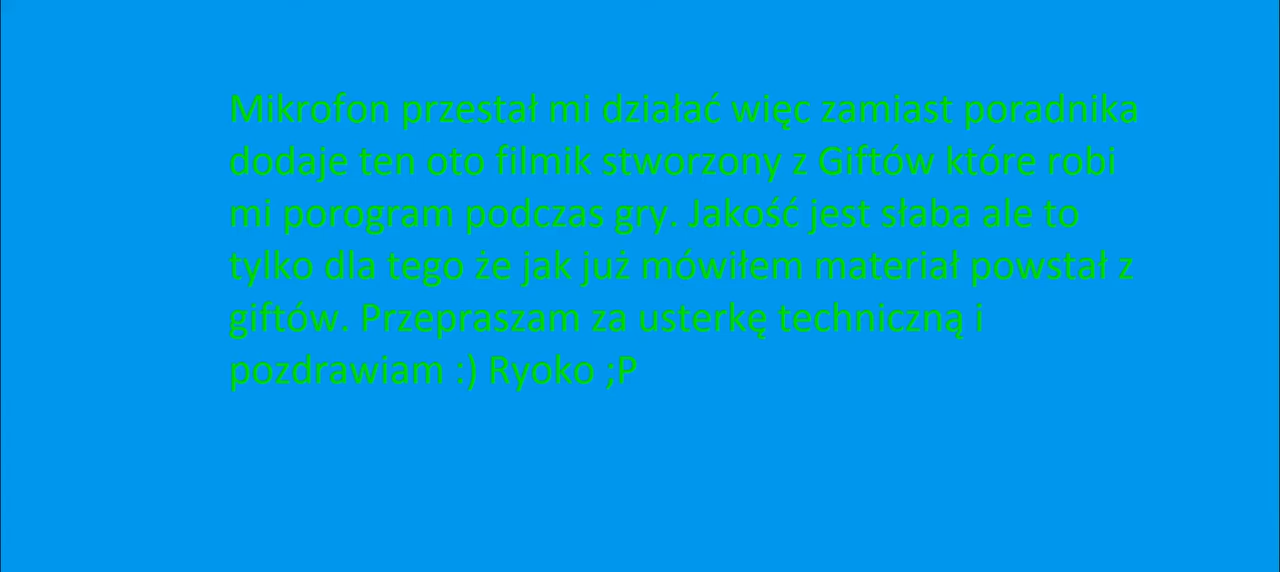 Mikrofon przestał mi działać więc zamiast poradnika
dodaje ten oto filmik stworzony z Giftów które robi
mi porogram podczas gry. Jakość jest słaba ale to
tylko dla tego że jak już mówiłem materiał powstał z
giftów. Przepraszam za usterkę techniczną i
pozdrawiam :) Ryoko ;P